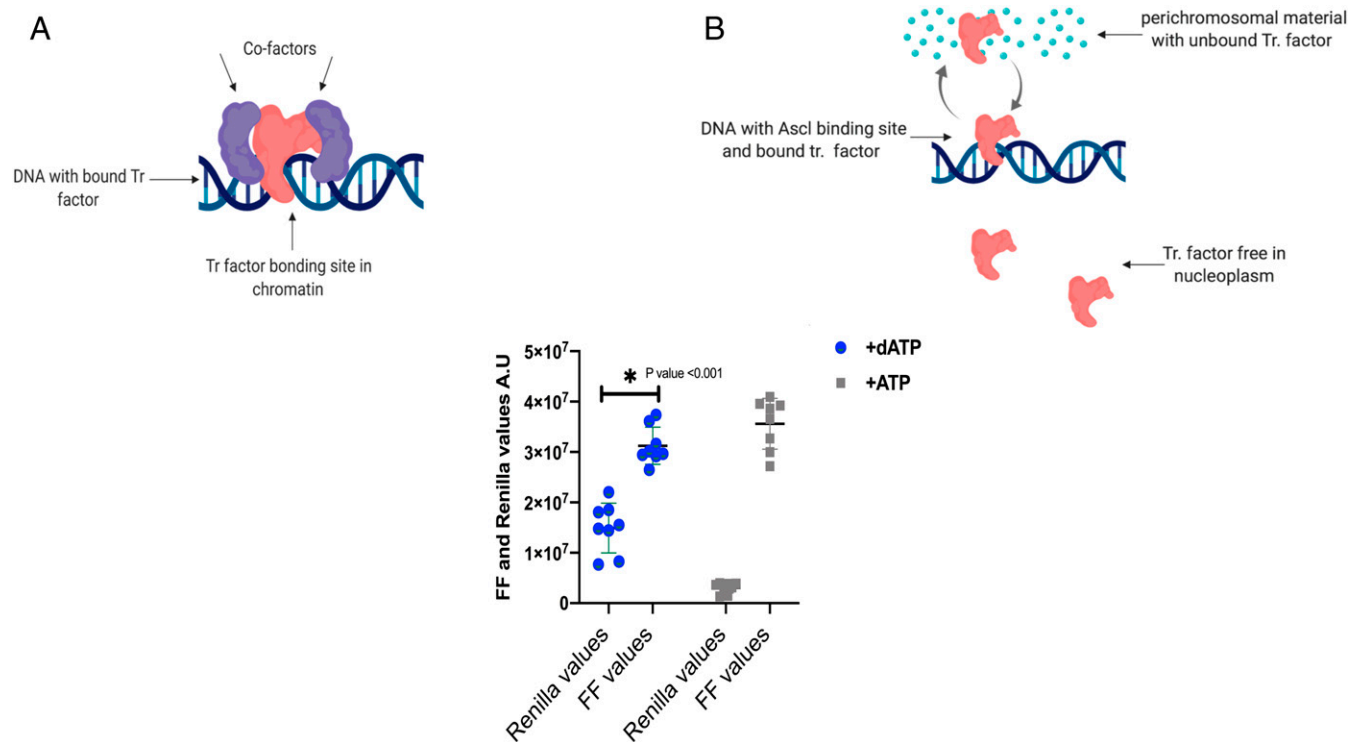 A
Co-factors
DNA with bound Tr
factor
Tr factor bonding site in
chromatin
B
perichromosomal material
with unbound Tr. factor
DNA with Ascl binding site
and bound tr. factor
Tr. factor free in
nucleoplasm
FF and Renilla values A.U
5×10⁷
4×10⁷
3×10⁷
2×10⁷
1×10⁷
0
* P value <0.001
+dATP
+ATP
Renilla values
FF values
Renilla values
FF values